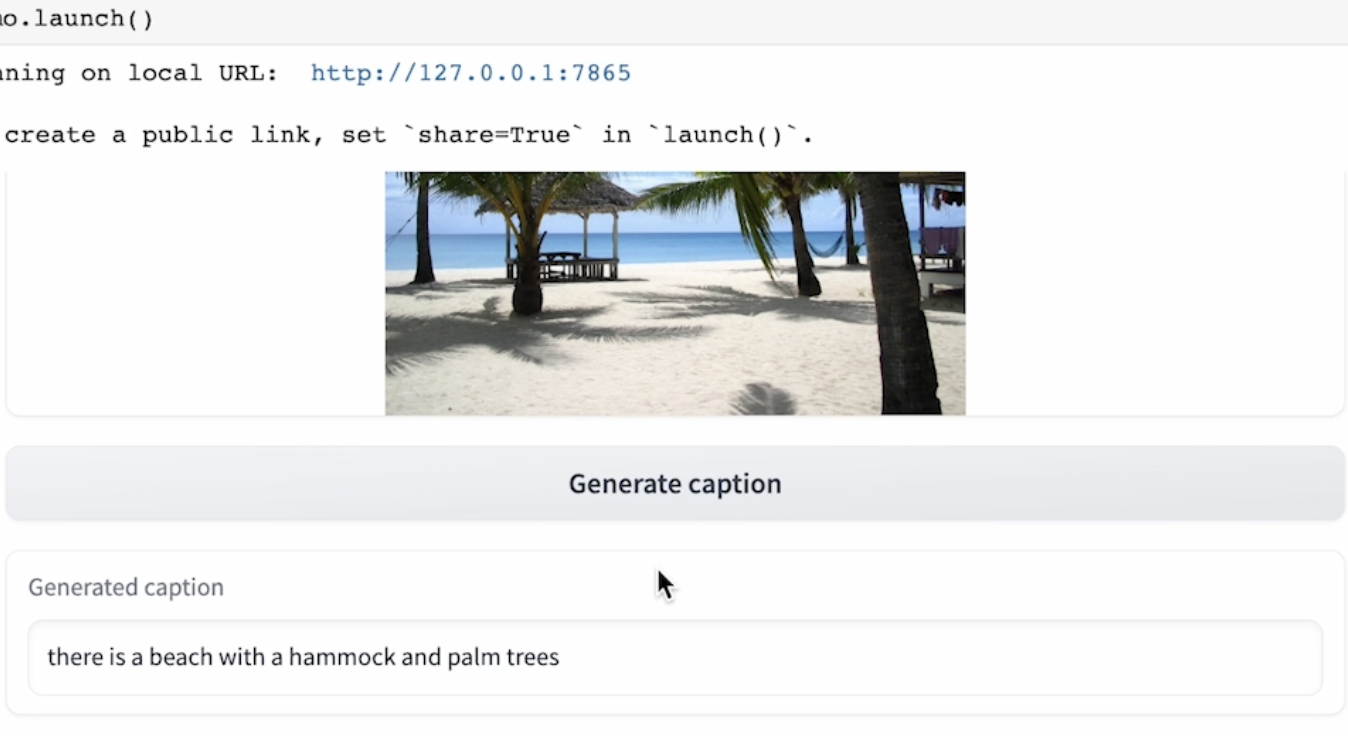 o.launch()
nning on local URL: http://127.0.0.1:7865
create a public link, set `share=True` in `launch()`.
Generate caption
Generated caption
there is a beach with a hammock and palm trees